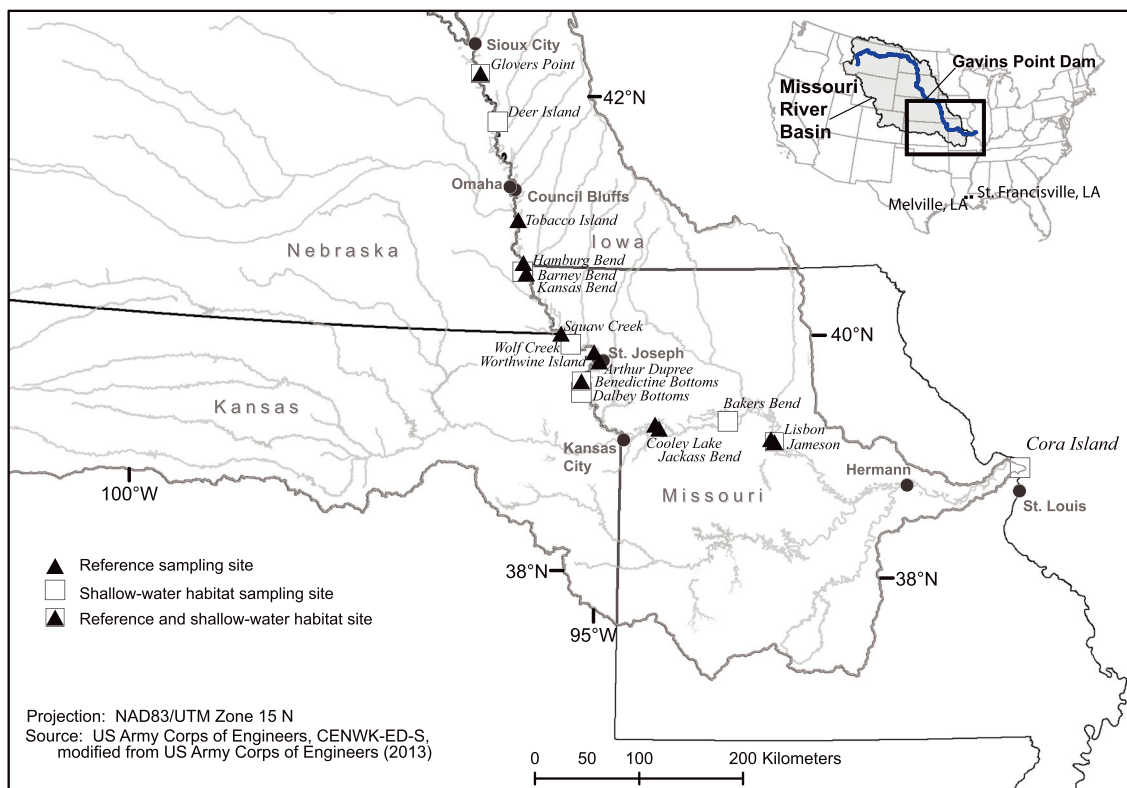 Sioux City
Glovers Point
Deer Island
42°N
Gavins Point Dam
Missouri
River
Basin
St. Francisville, LA
Melville, LA
Omaha
Council Bluffs
Tobacco Island
Nebraska
Iowa
Hamburg Bend
Barney Bend
Kansas Bend
Squaw Creek
40°N
Wolf Creek
St. Joseph
Worthwine Island
Arthur Dupree
Benedictine Bottoms
Dalbey Bottoms
Kansas
Bakers Bend
Lisbon
Jameson
Cooley Lake
Jackass Bend
Kansas
City
Cora Island
Hermann
Missouri
St. Louis
100°W
Reference sampling site
Shallow-water habitat sampling site
Reference and shallow-water habitat site
38°N
38°N
95°W
Projection: NAD83/UTM Zone 15 N
Source: US Army Corps of Engineers, CENWK-ED-S,
modified from US Army Corps of Engineers (2013)
0 50 100 200 Kilometers